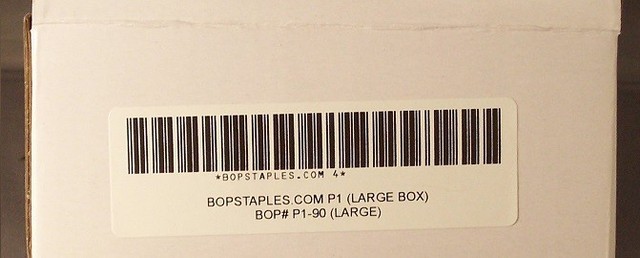 *BOPSTAPLES.COM 4*
BOPSTAPLES.COM P1 (LARGE BOX)
BOP# P1-90 (LARGE)